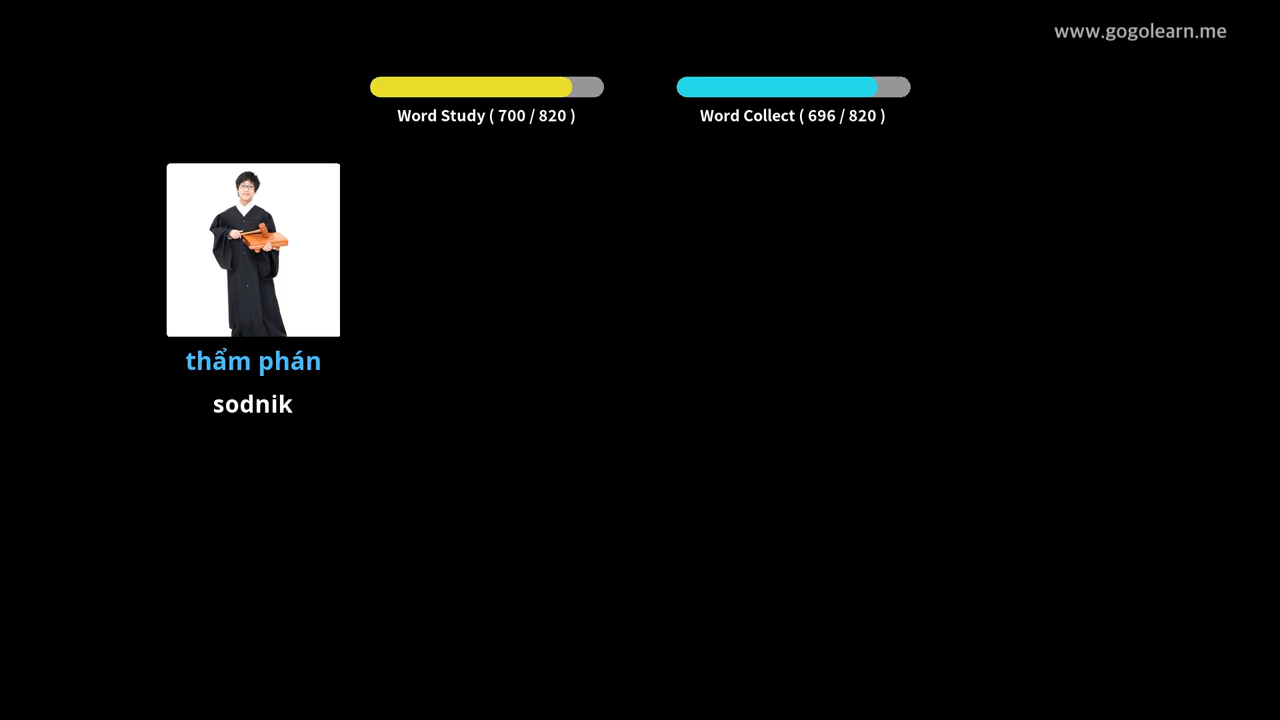 www.gogolearn.me
Word Study ( 700 / 820 )
Word Collect ( 696 / 820 )
thẩm phán
sodnik